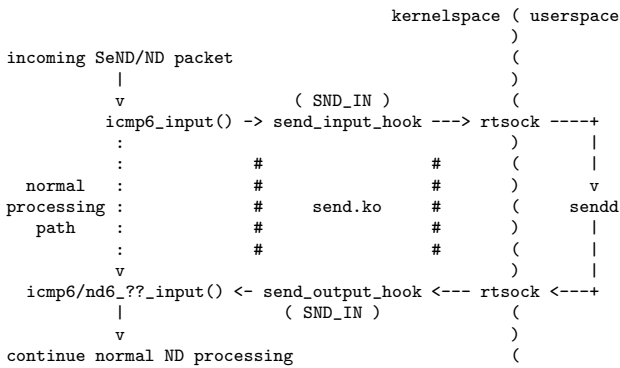 kernelspace ( userspace
                                                            )
incoming SeND/ND packet                                     (
              |                                             )
              v                     ( SND_IN )              (
            icmp6_input() -> send_input_hook ---> rtsock ----+
              :                                             )        |
              :               #                    #        (        |
  normal      :               #                    #        )        v
processing :               #      send.ko       #        (      sendd
   path       :               #                    #        )        |
              :               #                    #        (        |
              v                                             )        |
  icmp6/nd6_??_input() <- send_output_hook <--- rtsock <---+
              |                   ( SND_IN )                (
              v                                             )
continue normal ND processing                               (